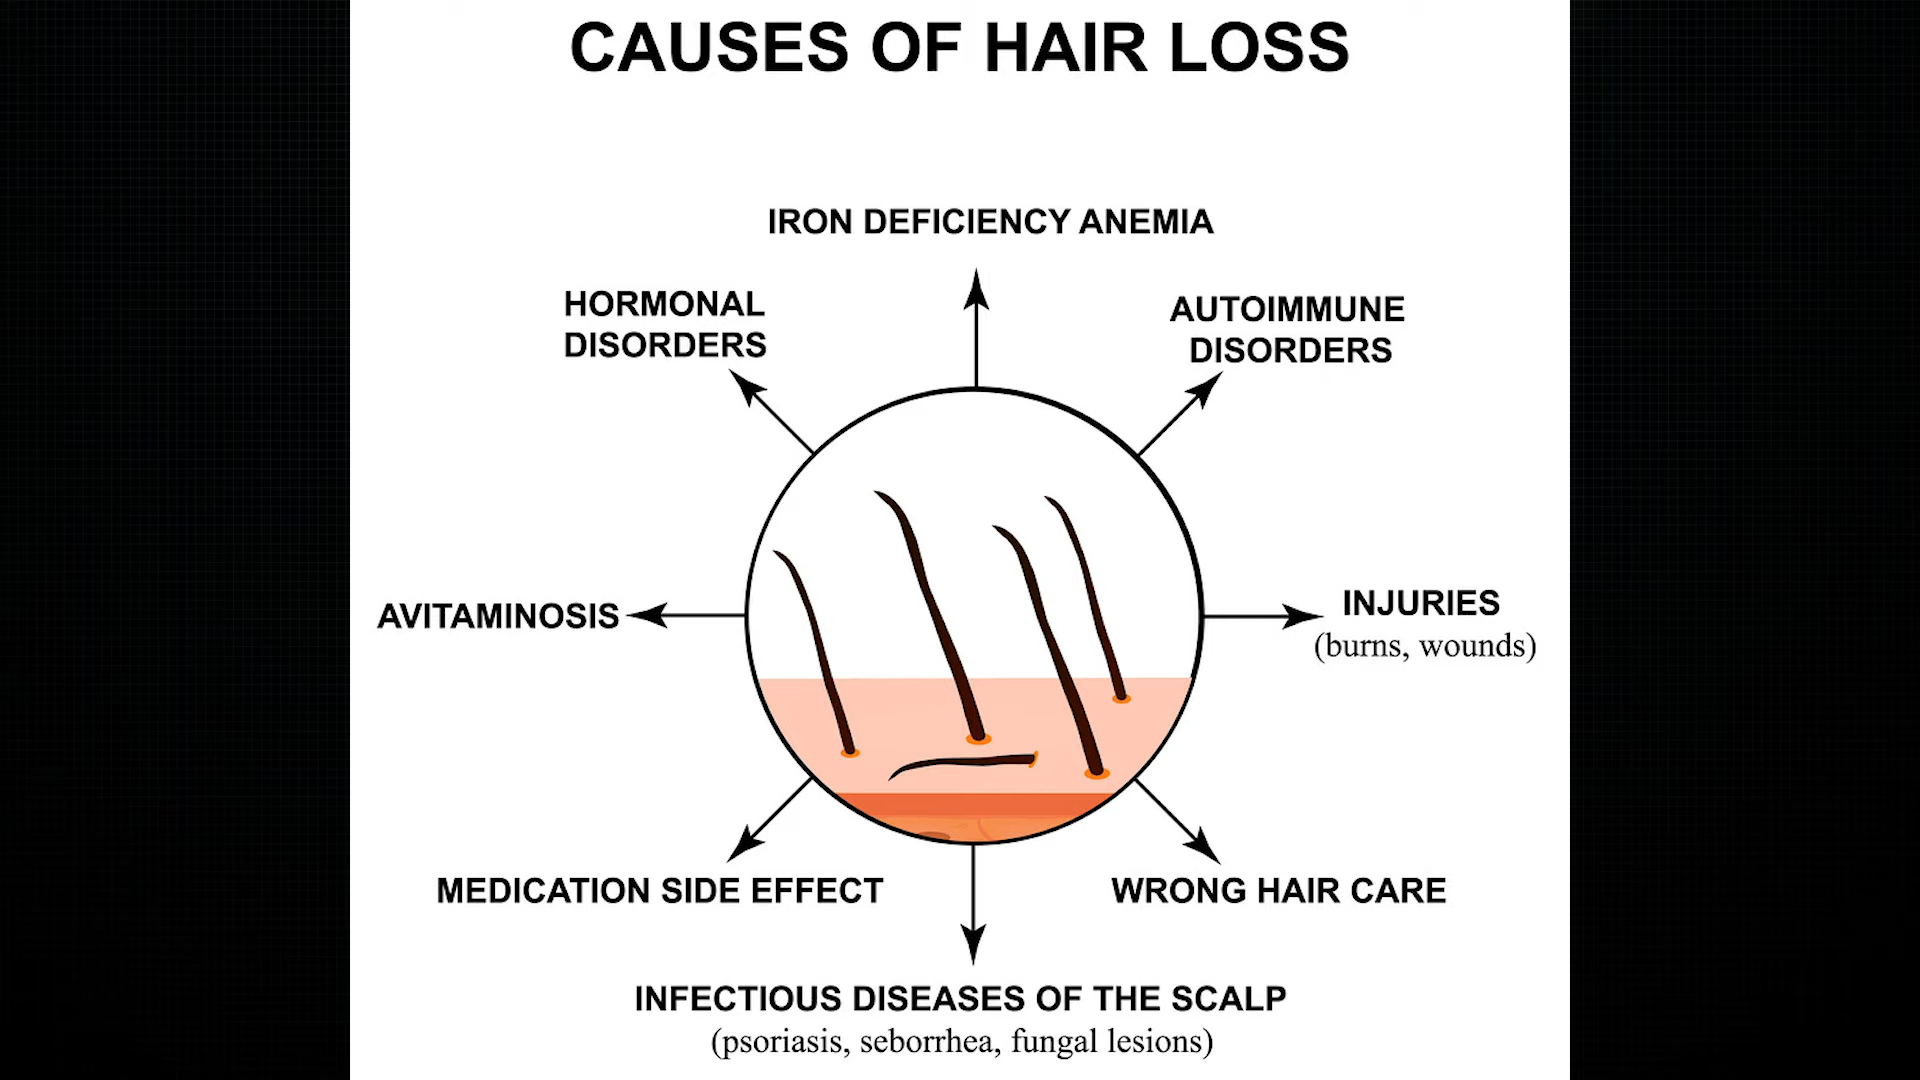 CAUSES OF HAIR LOSS
IRON DEFICIENCY ANEMIA
HORMONAL
DISORDERS
AUTOIMMUNE
DISORDERS
AVITAMINOSIS
INJURIES
(burns, wounds)
MEDICATION SIDE EFFECT
WRONG HAIR CARE
INFECTIOUS DISEASES OF THE SCALP
(psoriasis, seborrhea, fungal lesions)